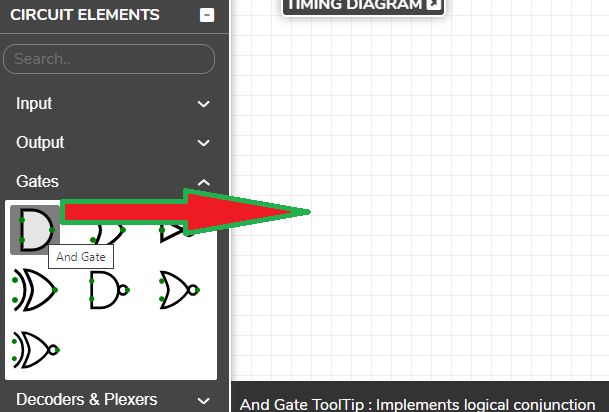 CIRCUIT ELEMENTS
TIMING DIAGRAM
Search..
Input
Output
Gates
And Gate
Decoders & Plexers
And Gate ToolTip : Implements logical conjunction